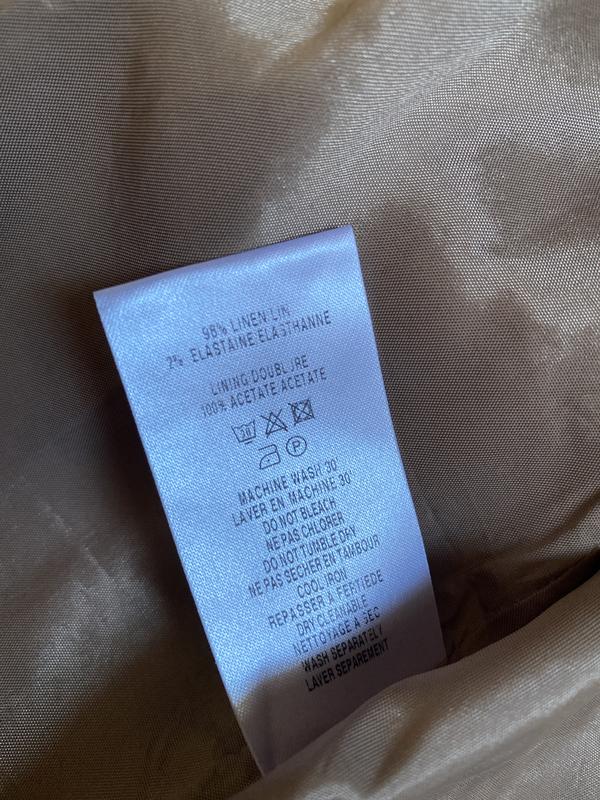 98% LINEN LIN
2% ELASTAINE ELASTHANNE
LINING DOUBLURE
100% ACETATE ACETATE
30
P
MACHINE WASH 30°
LAVER EN MACHINE 30°
DO NOT BLEACH
NE PAS CHLORER
DO NOT TUMBLE DRY
NE PAS SECHER EN TAMBOUR
COOL IRON
REPASSER A FERTIEDE
DRY CLEANABLE
NETTOYAGE A SEC
WASH SEPARATELY
LAVER SEPAREMENT